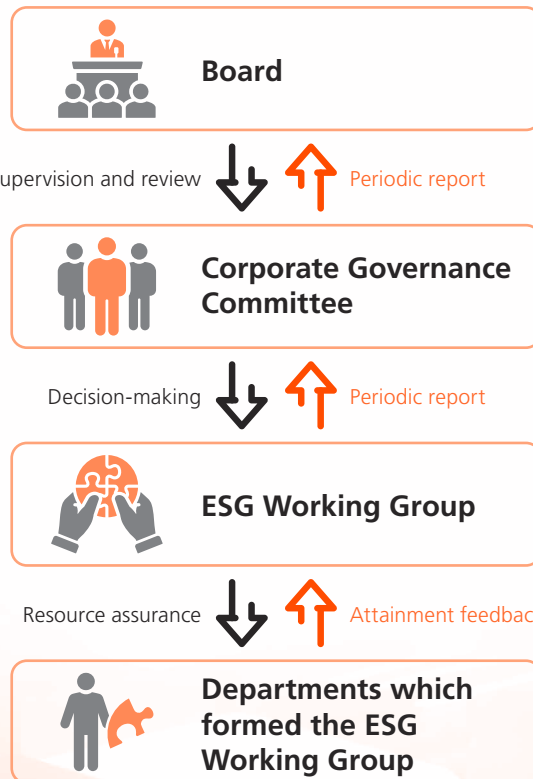 Board
upervision and review
Periodic report
Corporate Governance
Committee
Decision-making
Periodic report
ESG Working Group
Resource assurance
Attainment feedbac
Departments which
formed the ESG
Working Group